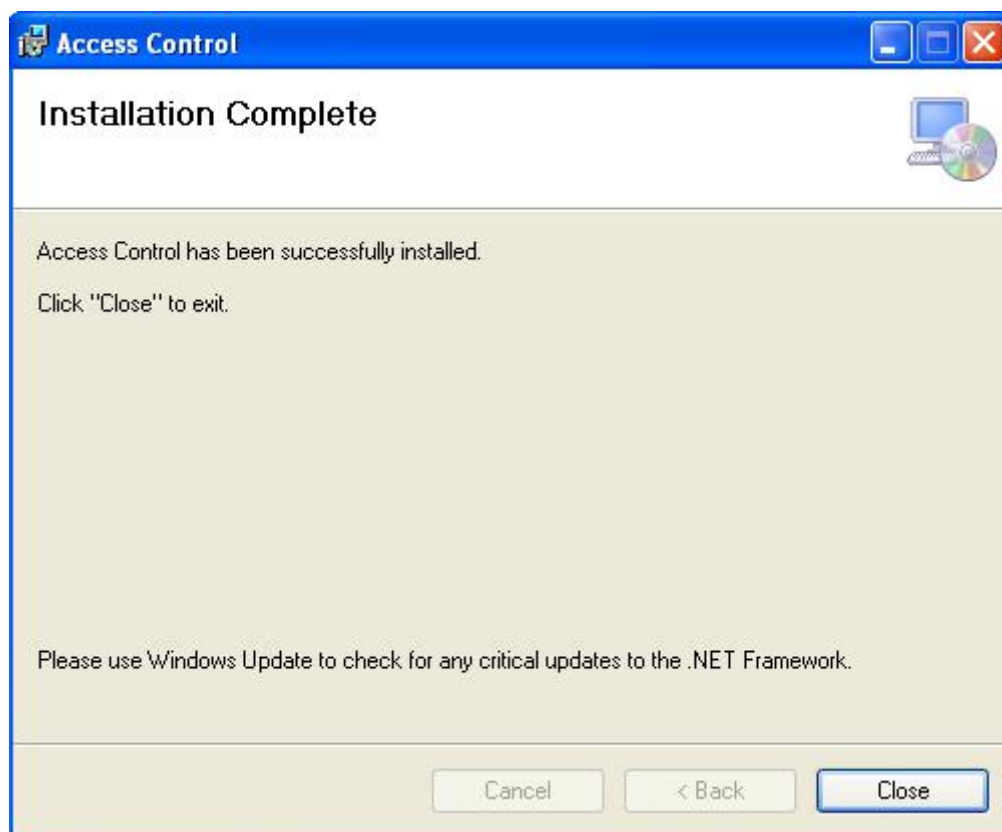 Access Control
Installation Complete
Access Control has been successfully installed.
Click "Close" to exit.
Please use Windows Update to check for any critical updates to the .NET Framework.
Cancel
< Back
Close